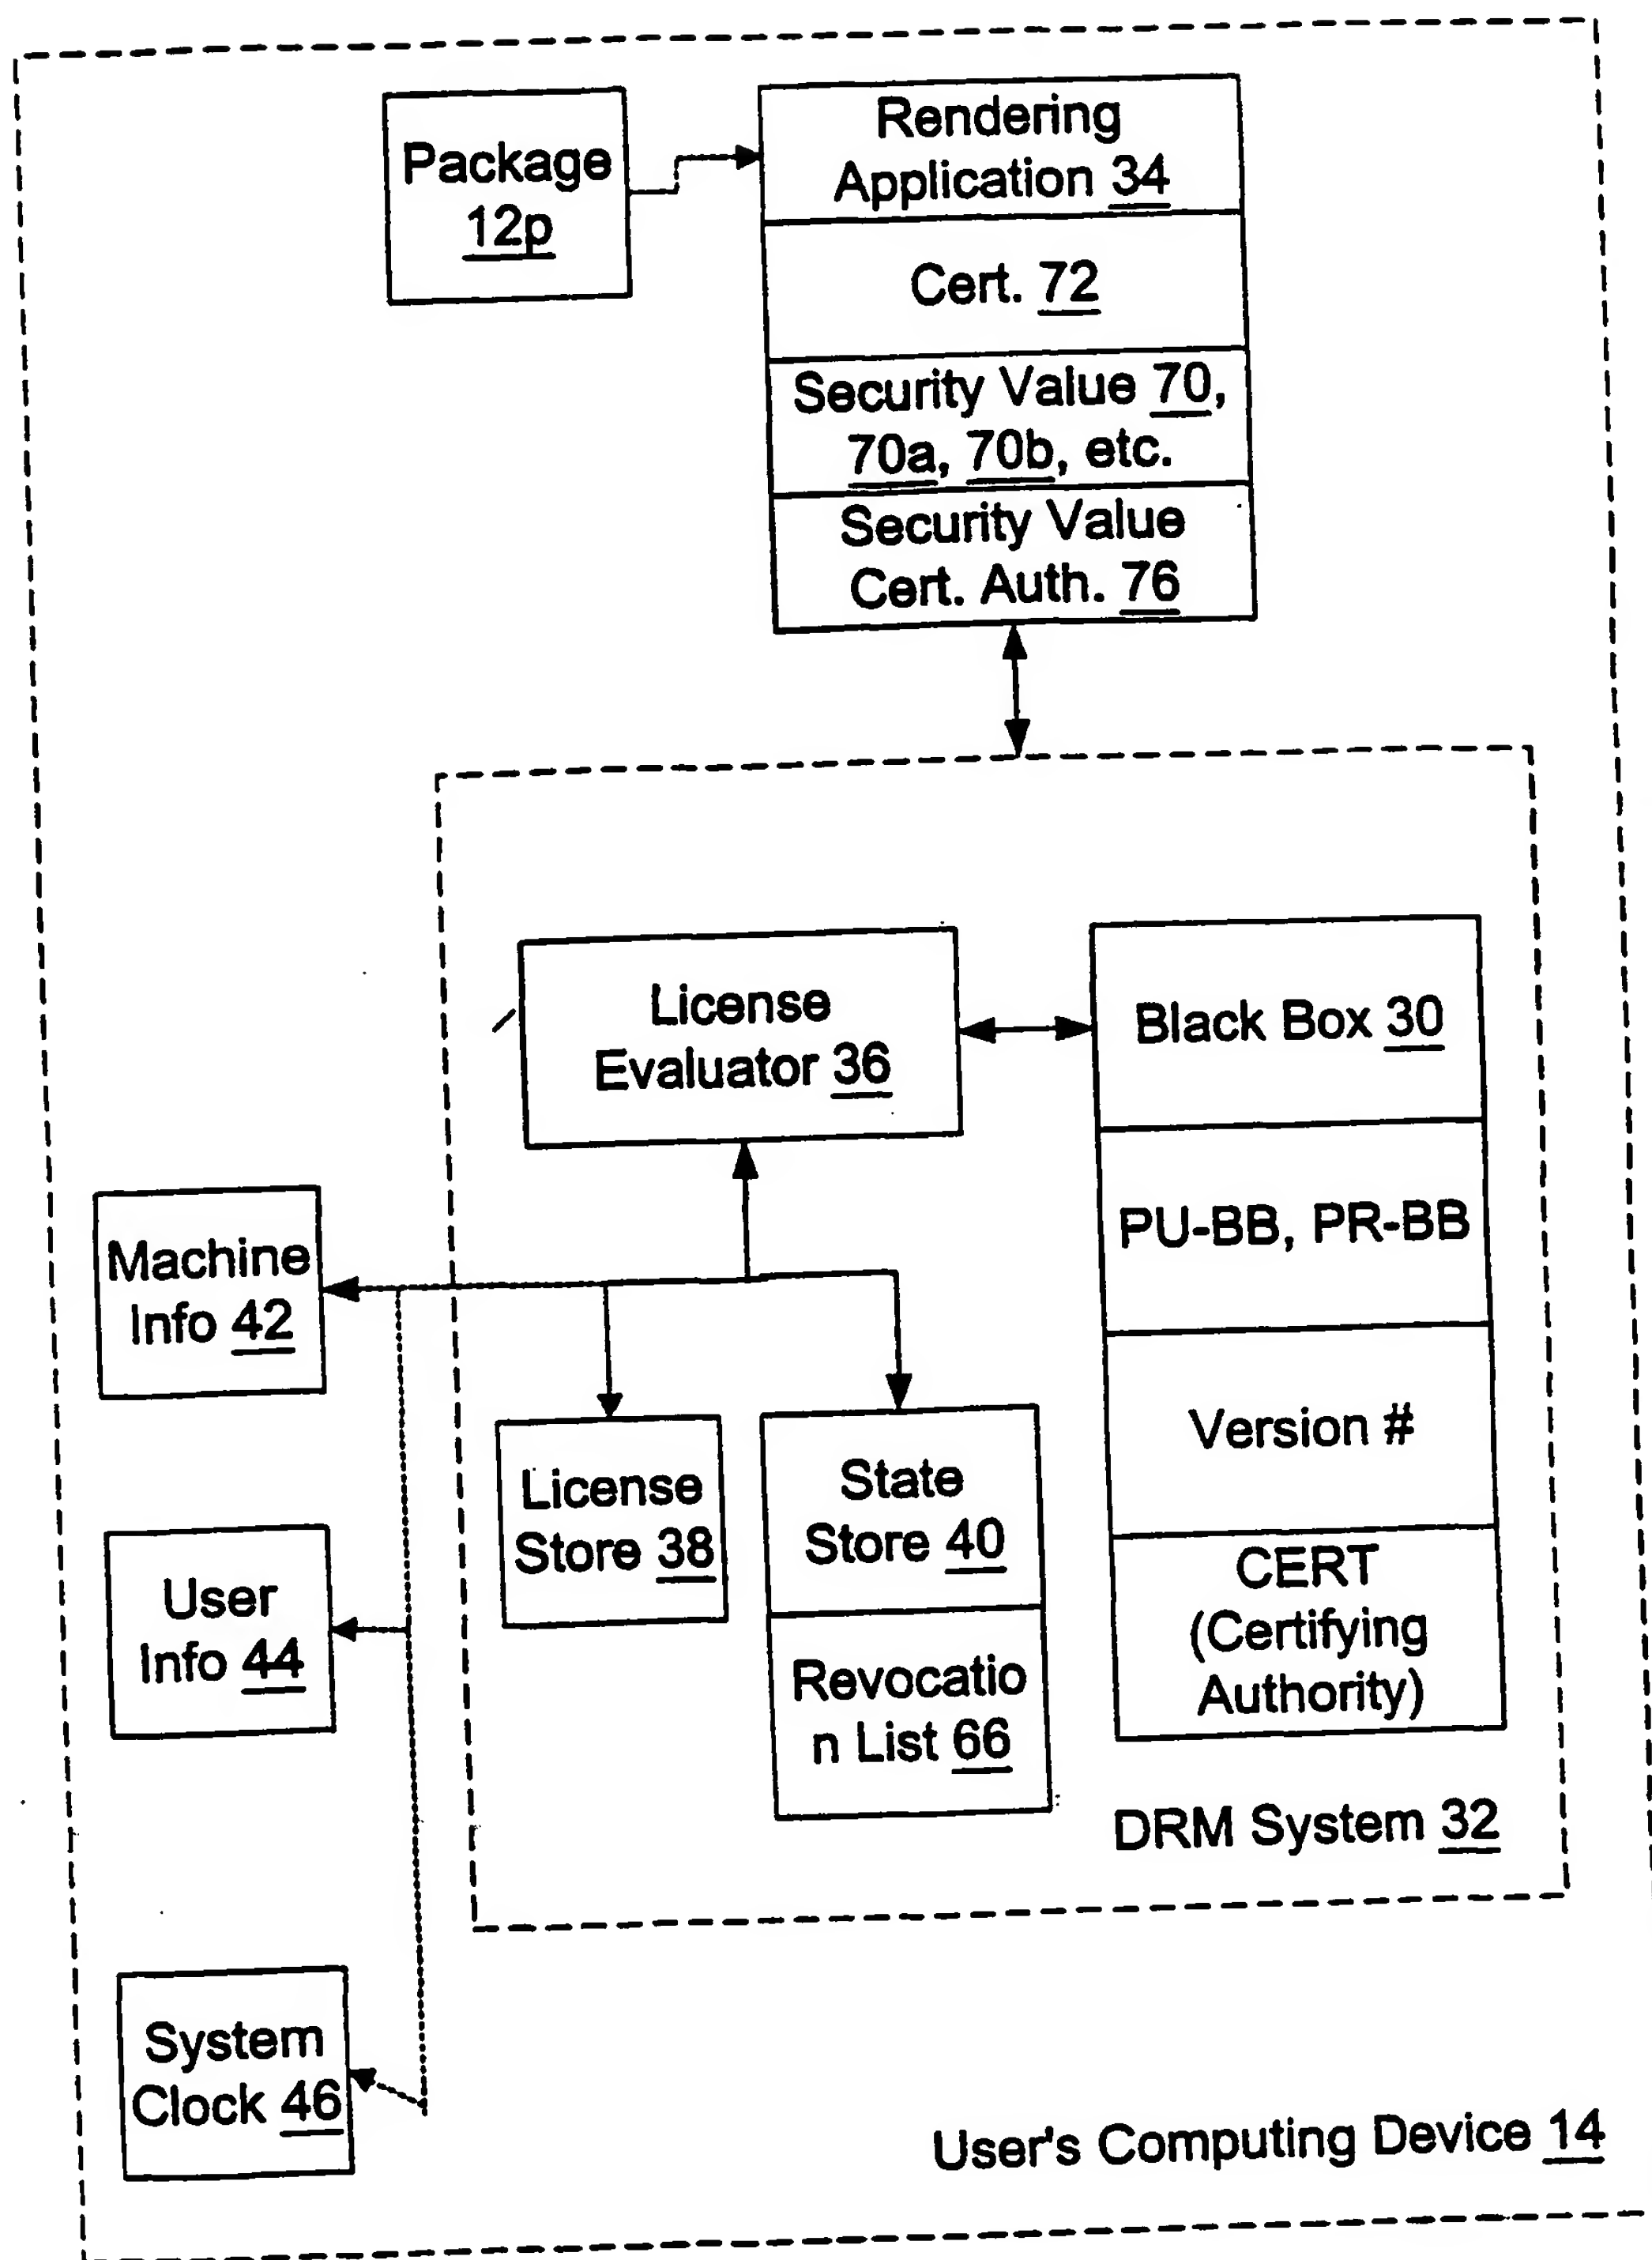 Package
12p
Rendering
Application 34
Cert. 72
Security Value 70,
70a, 70b, etc.
Security Value
Cert. Auth. 76
License
Evaluator 36
Black Box 30
PU-BB, PR-BB
Version #
CERT
(Certifying
Authority)
Machine
Info 42
License
Store 38
State
Store 40
Revocatio
n List 66
User
Info 44
DRM System 32
System
Clock 46
User's Computing Device 14